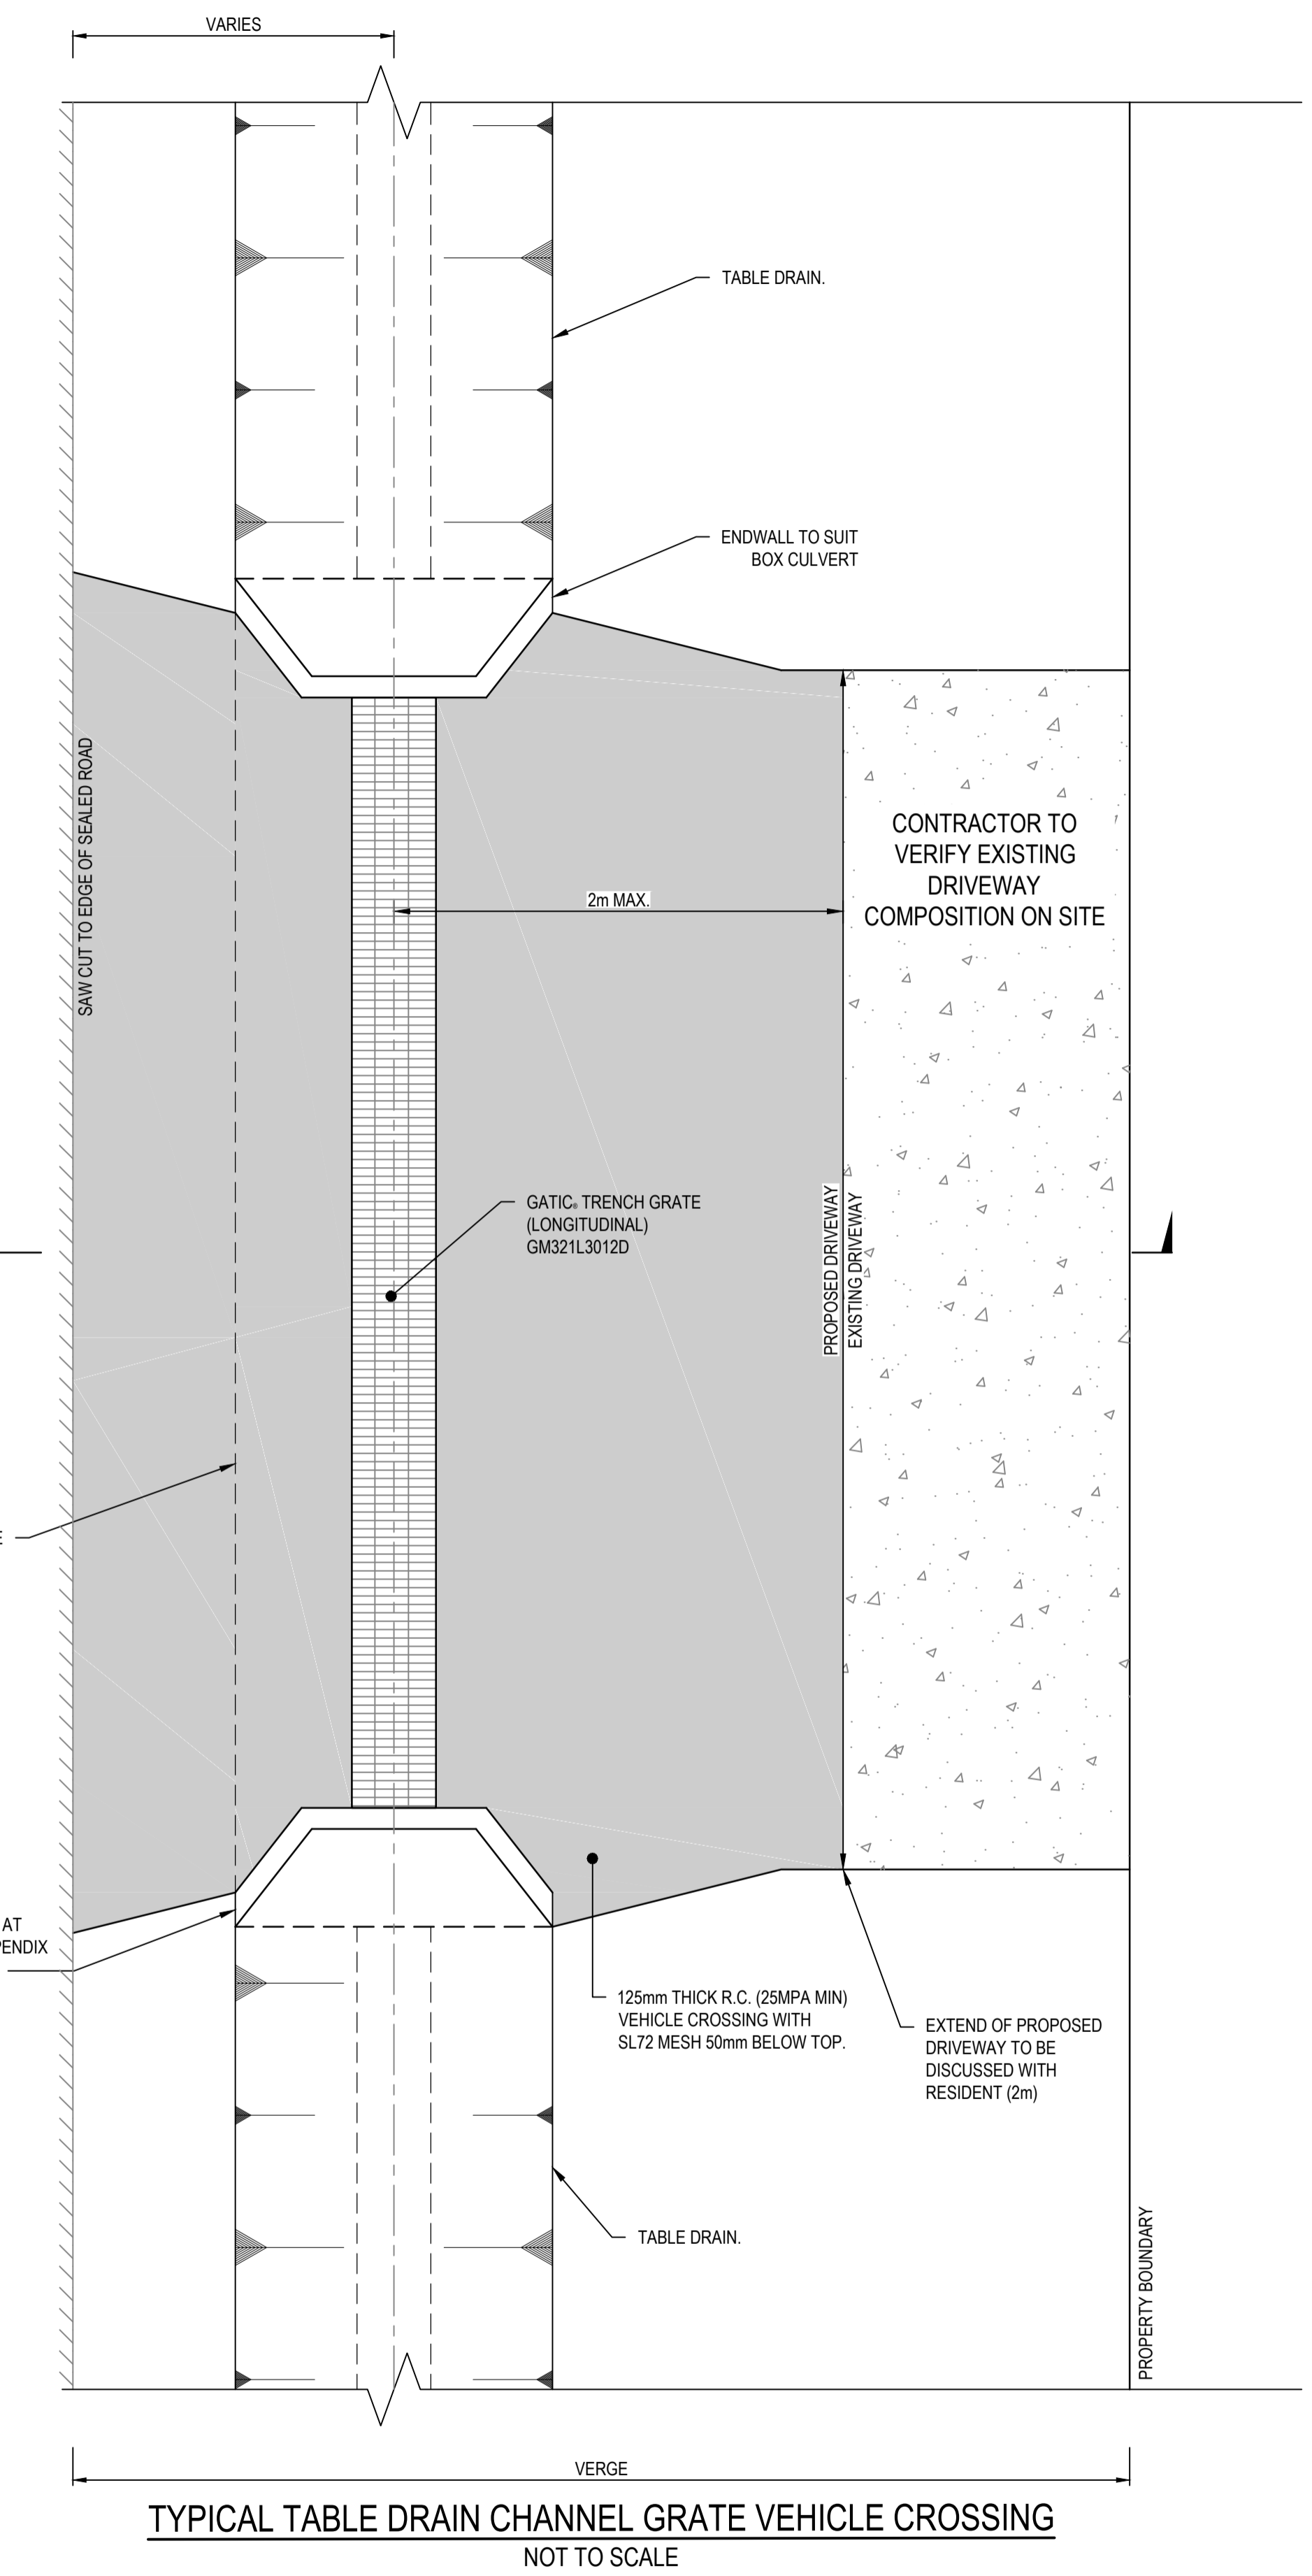 VARIES
TABLE DRAIN.
ENDWALL TO SUIT
BOX CULVERT
SAW CUT TO EDGE OF SEALED ROAD
CONTRACTOR TO
VERIFY EXISTING
DRIVEWAY
COMPOSITION ON SITE
2m MAX.
GATIC® TRENCH GRATE
(LONGITUDINAL)
GM321L3012D
PROPOSED DRIVEWAY
EXISTING DRIVEWAY
AT
PENDIX
125mm THICK R.C. (25MPA MIN)
VEHICLE CROSSING WITH
SL72 MESH 50mm BELOW TOP.
EXTEND OF PROPOSED
DRIVEWAY TO BE
DISCUSSED WITH
RESIDENT (2m)
TABLE DRAIN.
PROPERTY BOUNDARY
VERGE
TYPICAL TABLE DRAIN CHANNEL GRATE VEHICLE CROSSING
NOT TO SCALE